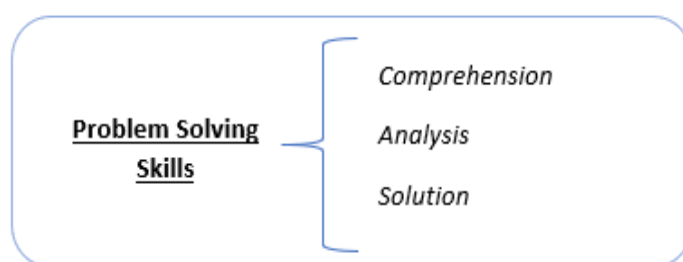 Problem Solving
Skills
Comprehension
Analysis
Solution